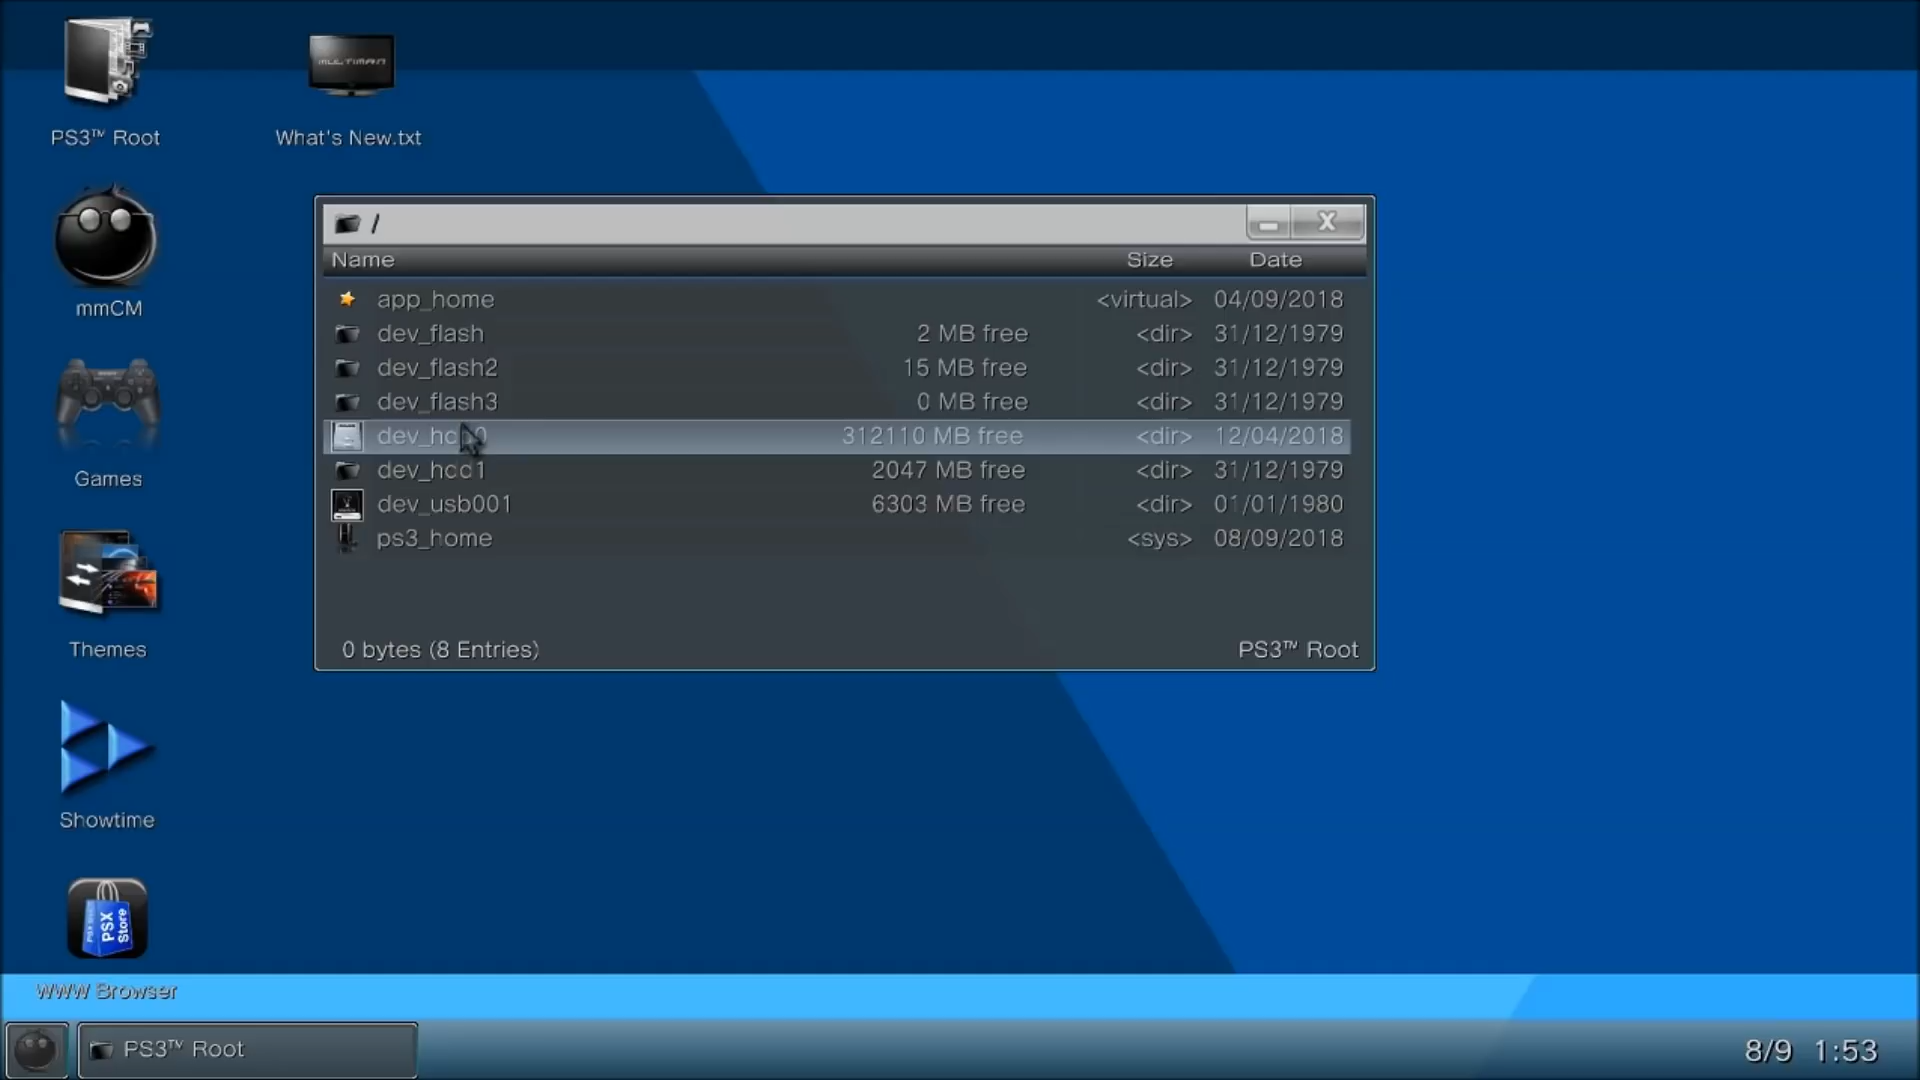 PS3™ Root
MULTIMAN
What's New.txt
mmCM
Games
Themes
Showtime
PSX Store
WWW Browser
/
Name Size Date
app_home <virtual> 04/09/2018
dev_flash 2 MB free <dir> 31/12/1979
dev_flash2 15 MB free <dir> 31/12/1979
dev_flash3 0 MB free <dir> 31/12/1979
dev_hdd0 312110 MB free <dir> 12/04/2018
dev_hdd1 2047 MB free <dir> 31/12/1979
dev_usb001 6303 MB free <dir> 01/01/1980
ps3_home <sys> 08/09/2018
0 bytes (8 Entries) PS3™ Root
PS3™ Root
8/9 1:53